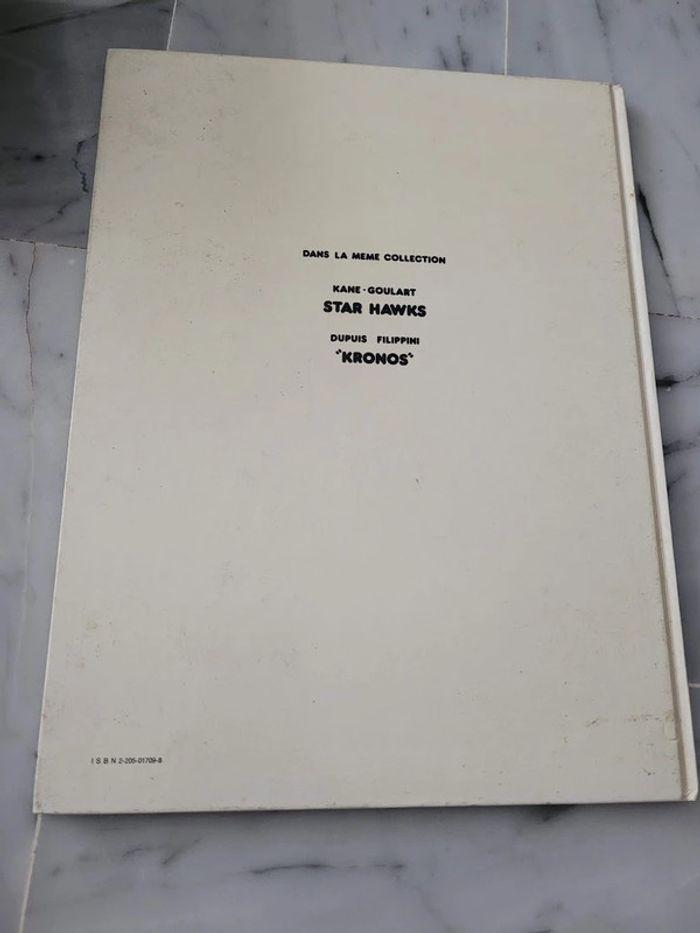 DANS LA MEME COLLECTION
KANE · GOULART
STAR HAWKS
DUPUIS FILIPPINI
"KRONOS"
I S B N 2-205-01709-8